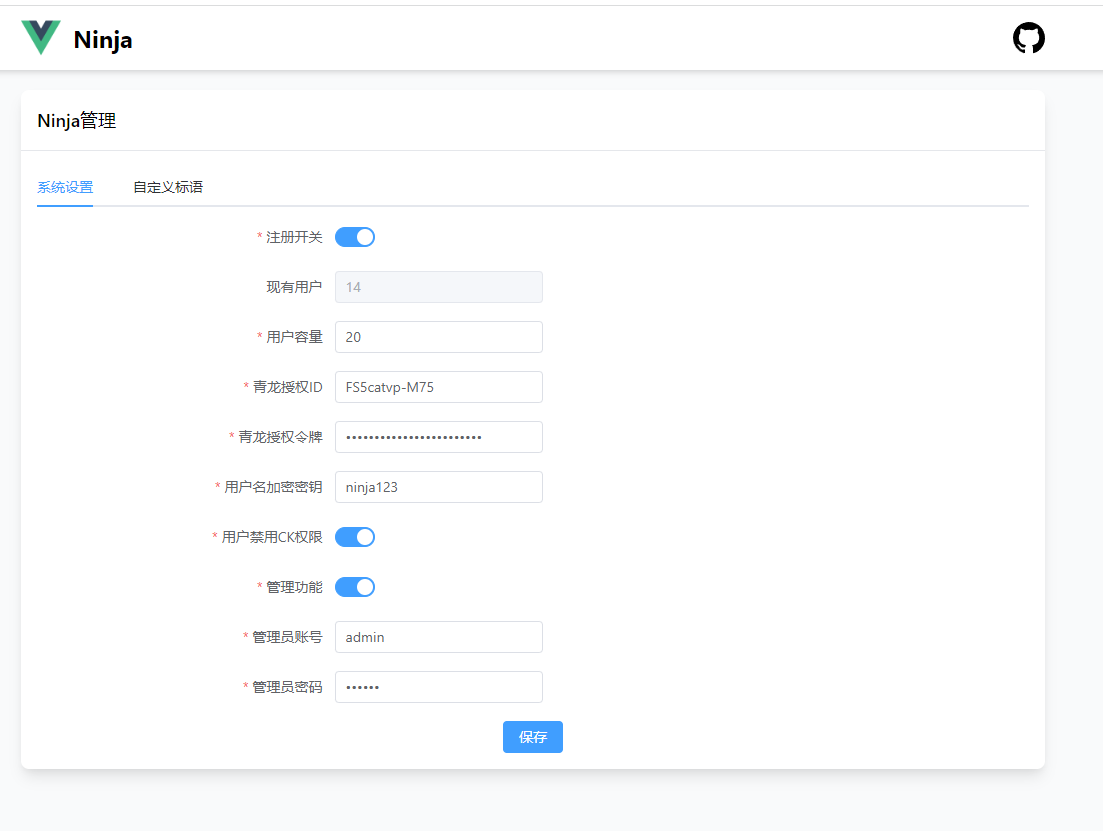 Ninja
Ninja管理
系统设置 自定义标语
* 注册开关
现有用户 14
* 用户容量 20
* 青龙授权ID FS5catvp-M75
* 青龙授权令牌 ••••••••••••••••••••••••
* 用户名加密密钥 ninja123
* 用户禁用CK权限
* 管理功能
* 管理员账号 admin
* 管理员密码 ••••••
保存